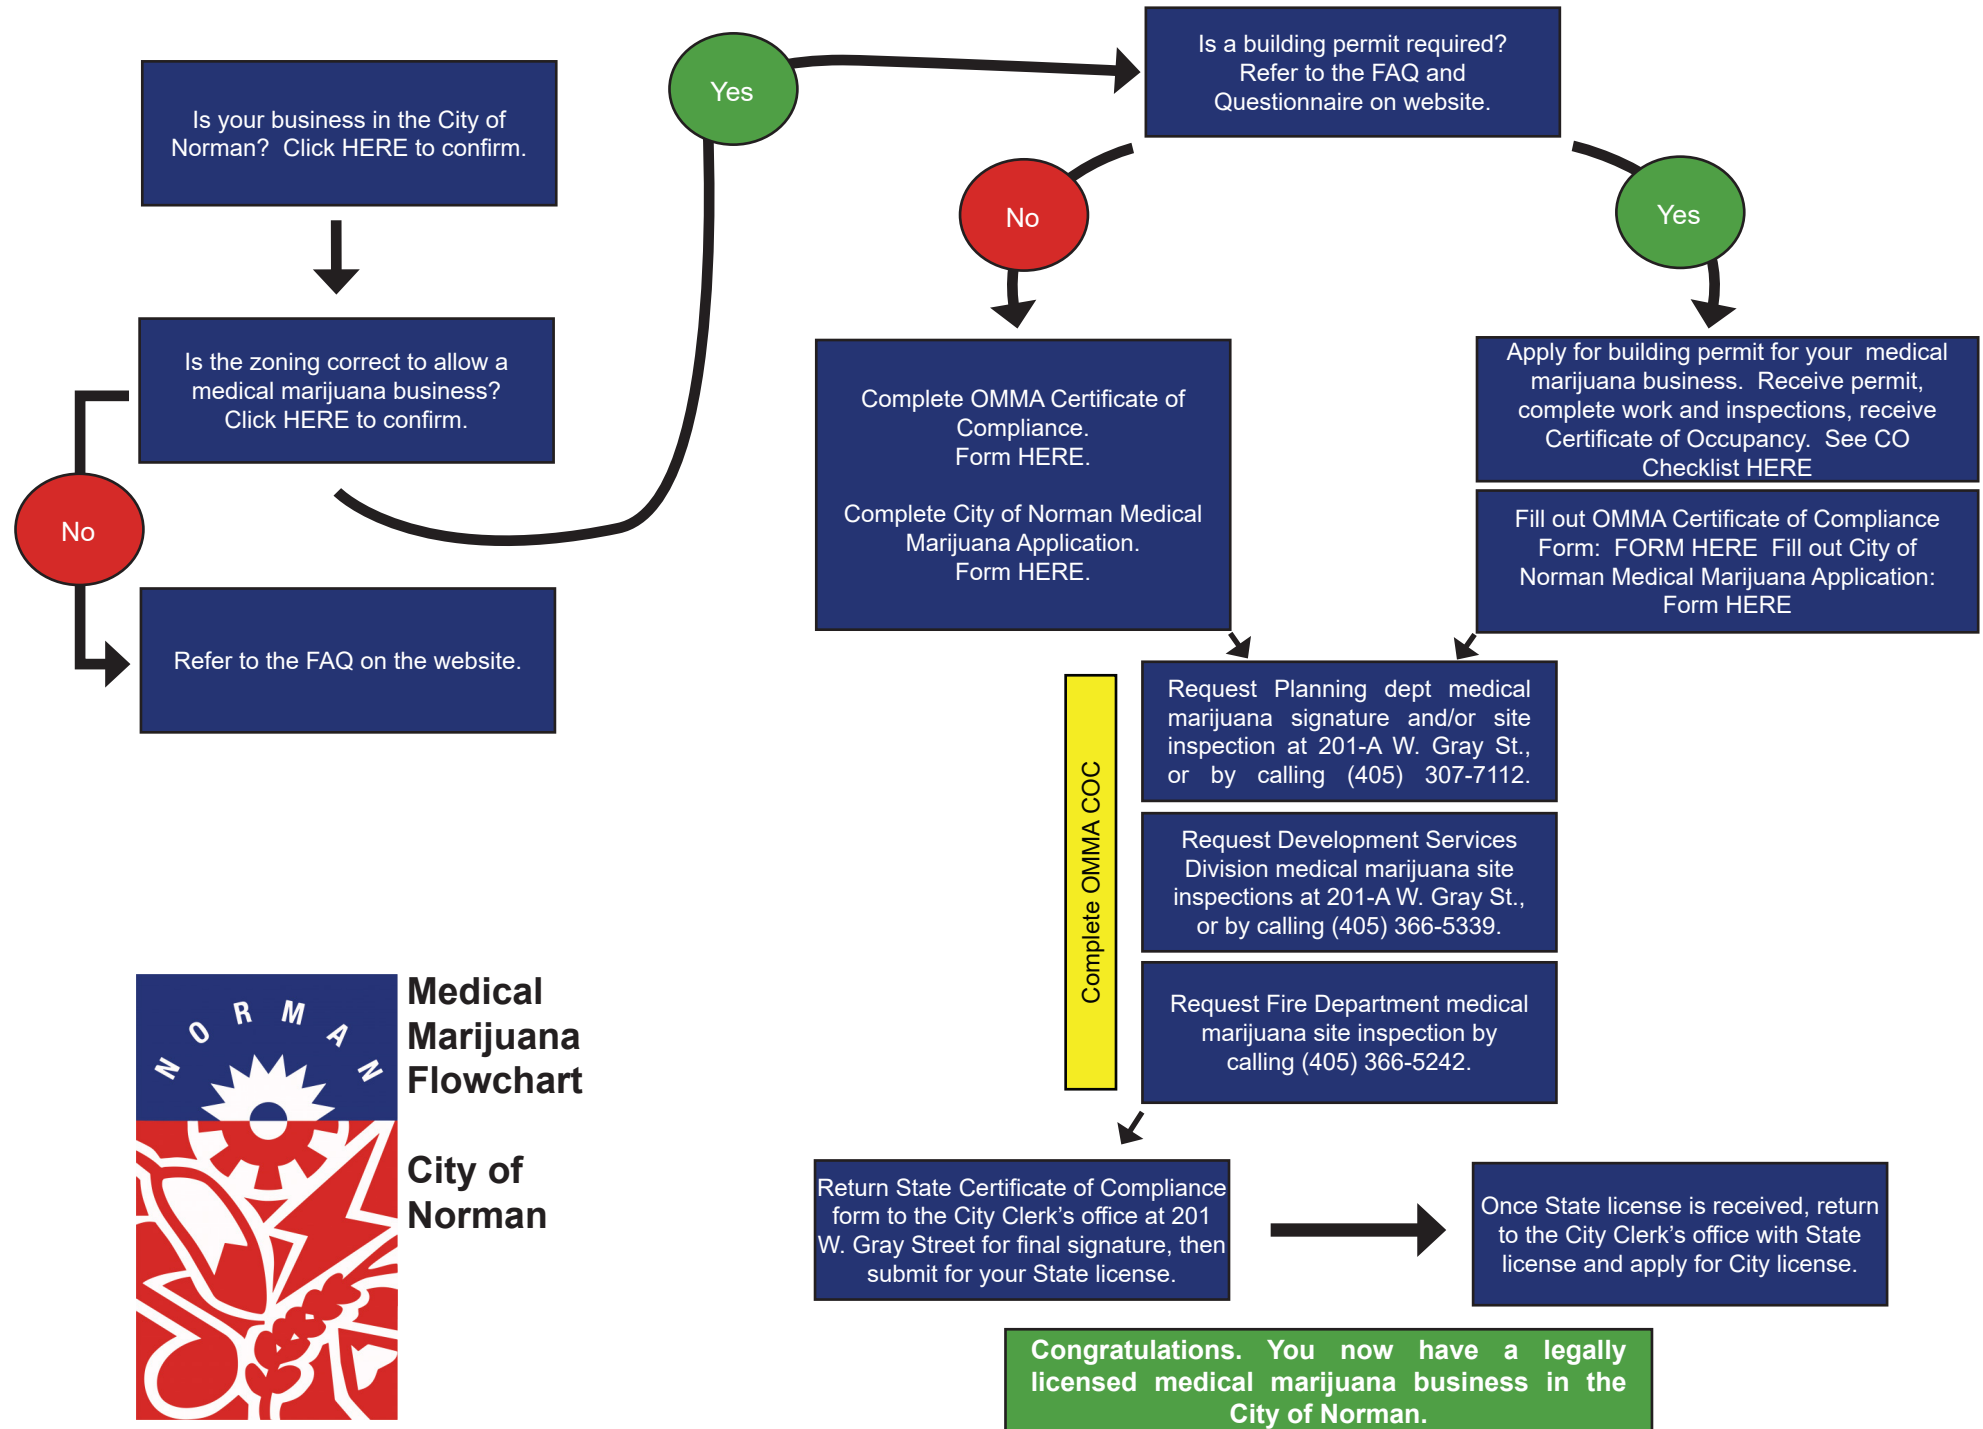 Is your business in the City of
Norman?  Click HERE to confirm.
Is the zoning correct to allow a
medical marijuana business?
Click HERE to confirm.
No
Refer to the FAQ on the website.
Yes
Is a building permit required?
Refer to the FAQ and
Questionnaire on website.
No
Yes
Complete OMMA Certificate of
Compliance.
Form HERE.
Complete City of Norman Medical
Marijuana Application.
Form HERE.
Apply for building permit for your  medical
marijuana business.  Receive permit,
complete work and inspections, receive
Certificate of Occupancy.  See CO
Checklist HERE
Fill out OMMA Certificate of Compliance
Form:  FORM HERE  Fill out City of
Norman Medical Marijuana Application:
Form HERE
Complete OMMA COC
Request Planning dept medical
marijuana signature and/or site
inspection at 201-A W. Gray St.,
or by calling (405) 307-7112.
Request Development Services
Division medical marijuana site
inspections at 201-A W. Gray St.,
or by calling (405) 366-5339.
Request Fire Department medical
marijuana site inspection by
calling (405) 366-5242.
Return State Certificate of Compliance
form to the City Clerk's office at 201
W. Gray Street for final signature, then
submit for your State license.
Once State license is received, return
to the City Clerk's office with State
license and apply for City license.
Congratulations. You now have a legally
licensed medical marijuana business in the
City of Norman.
NORMAN
Medical
Marijuana
Flowchart
City of
Norman